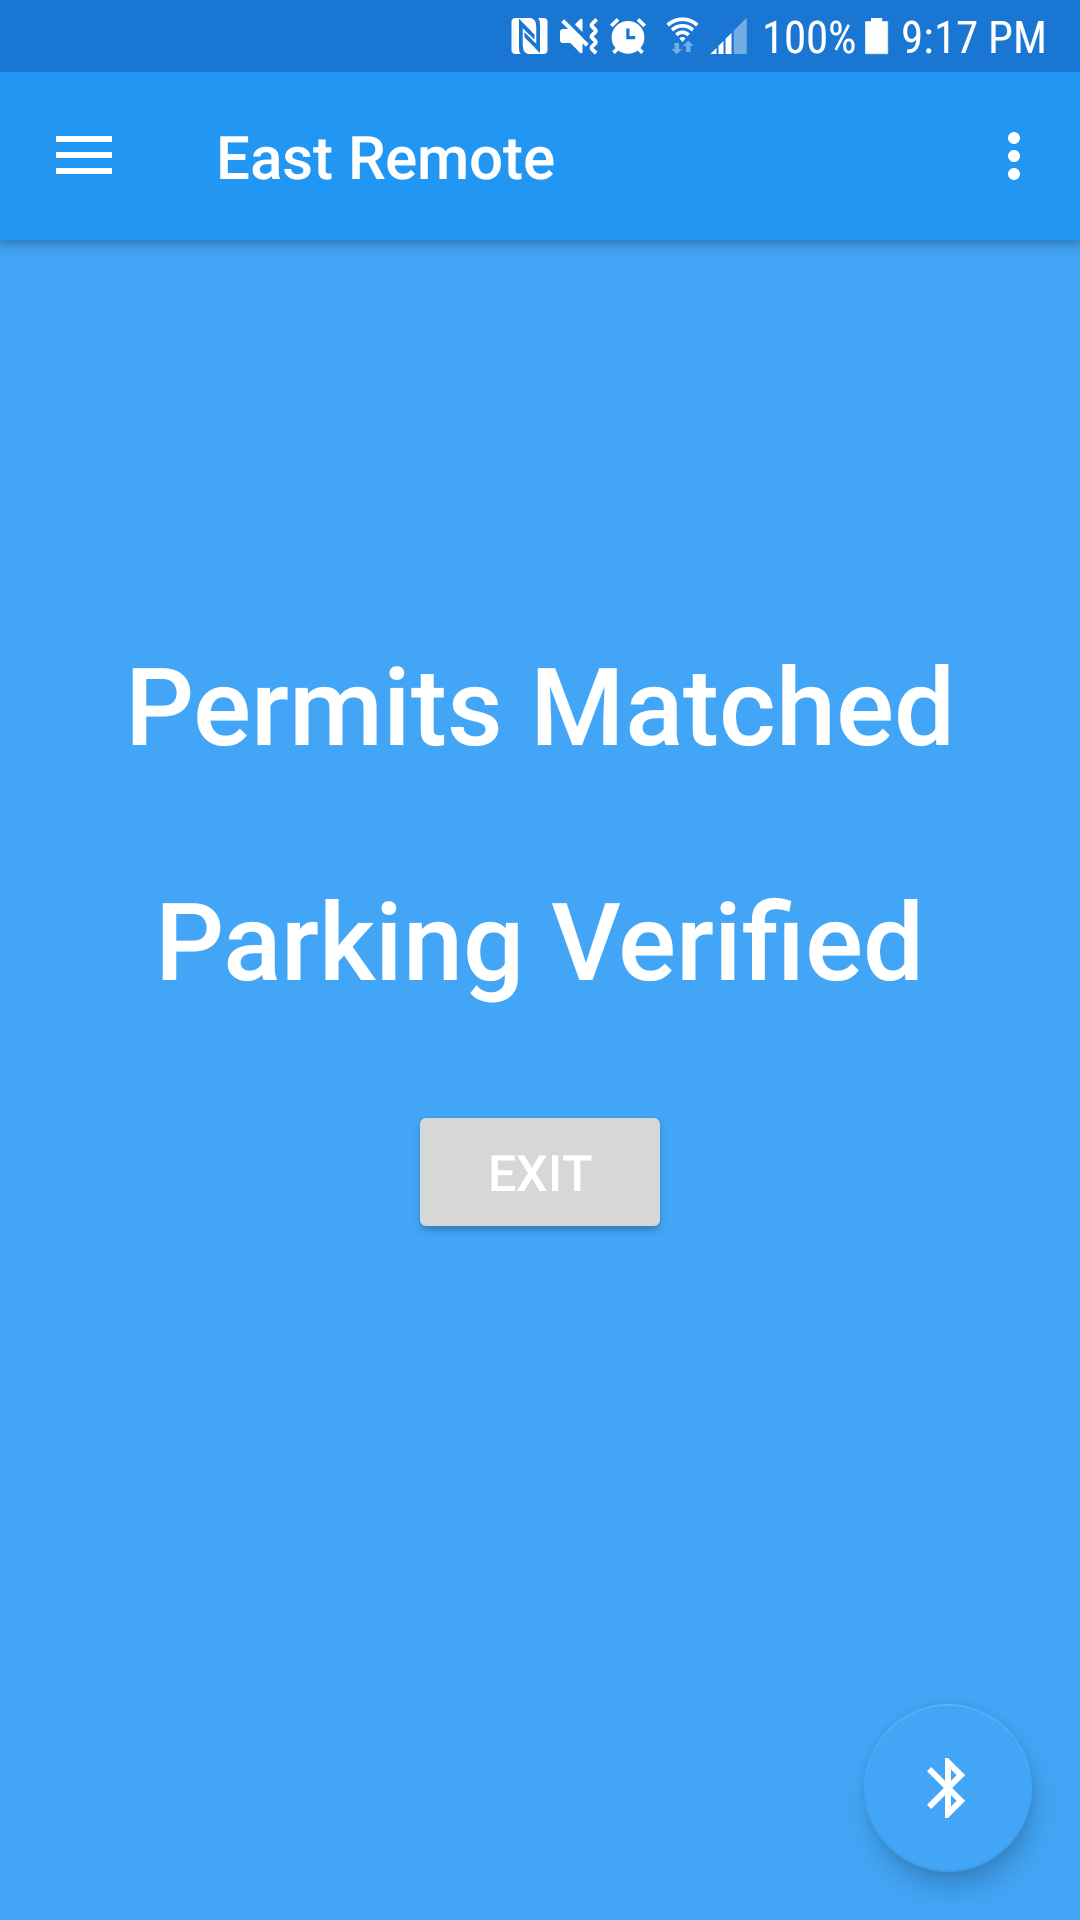 100% 9:17 PM
East Remote
Permits Matched
Parking Verified
EXIT